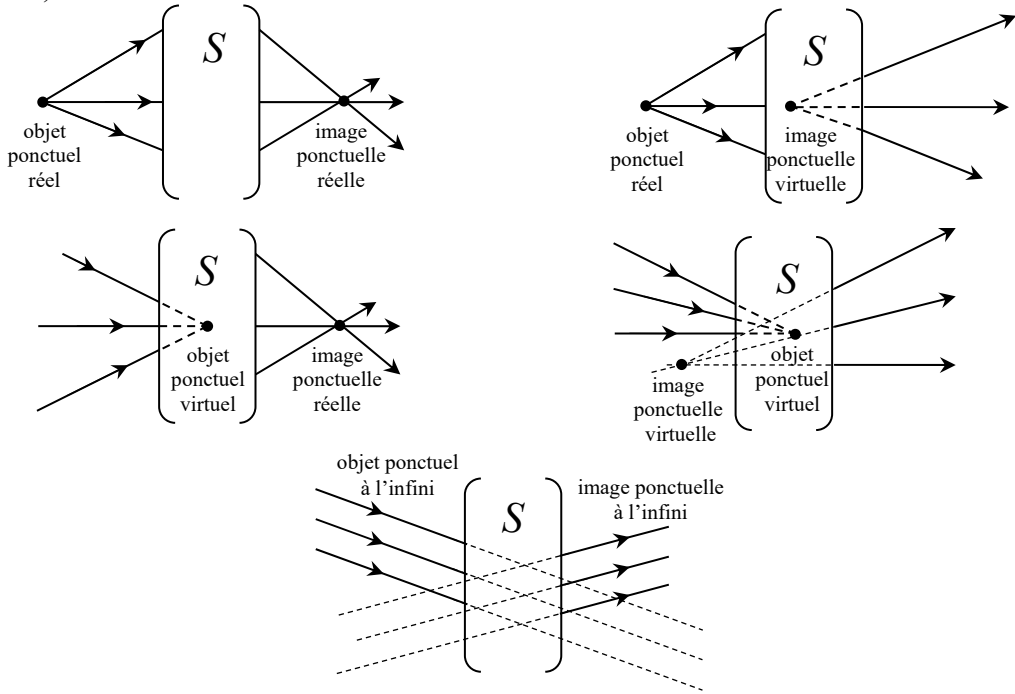 S
objet
ponctuel
réel
image
ponctuelle
réelle
S
objet
ponctuel
réel
image
ponctuelle
virtuelle
S
objet
ponctuel
virtuel
image
ponctuelle
réelle
S
objet
ponctuel
virtuel
image
ponctuelle
virtuelle
objet ponctuel
à l’infini
S
image ponctuelle
à l’infini